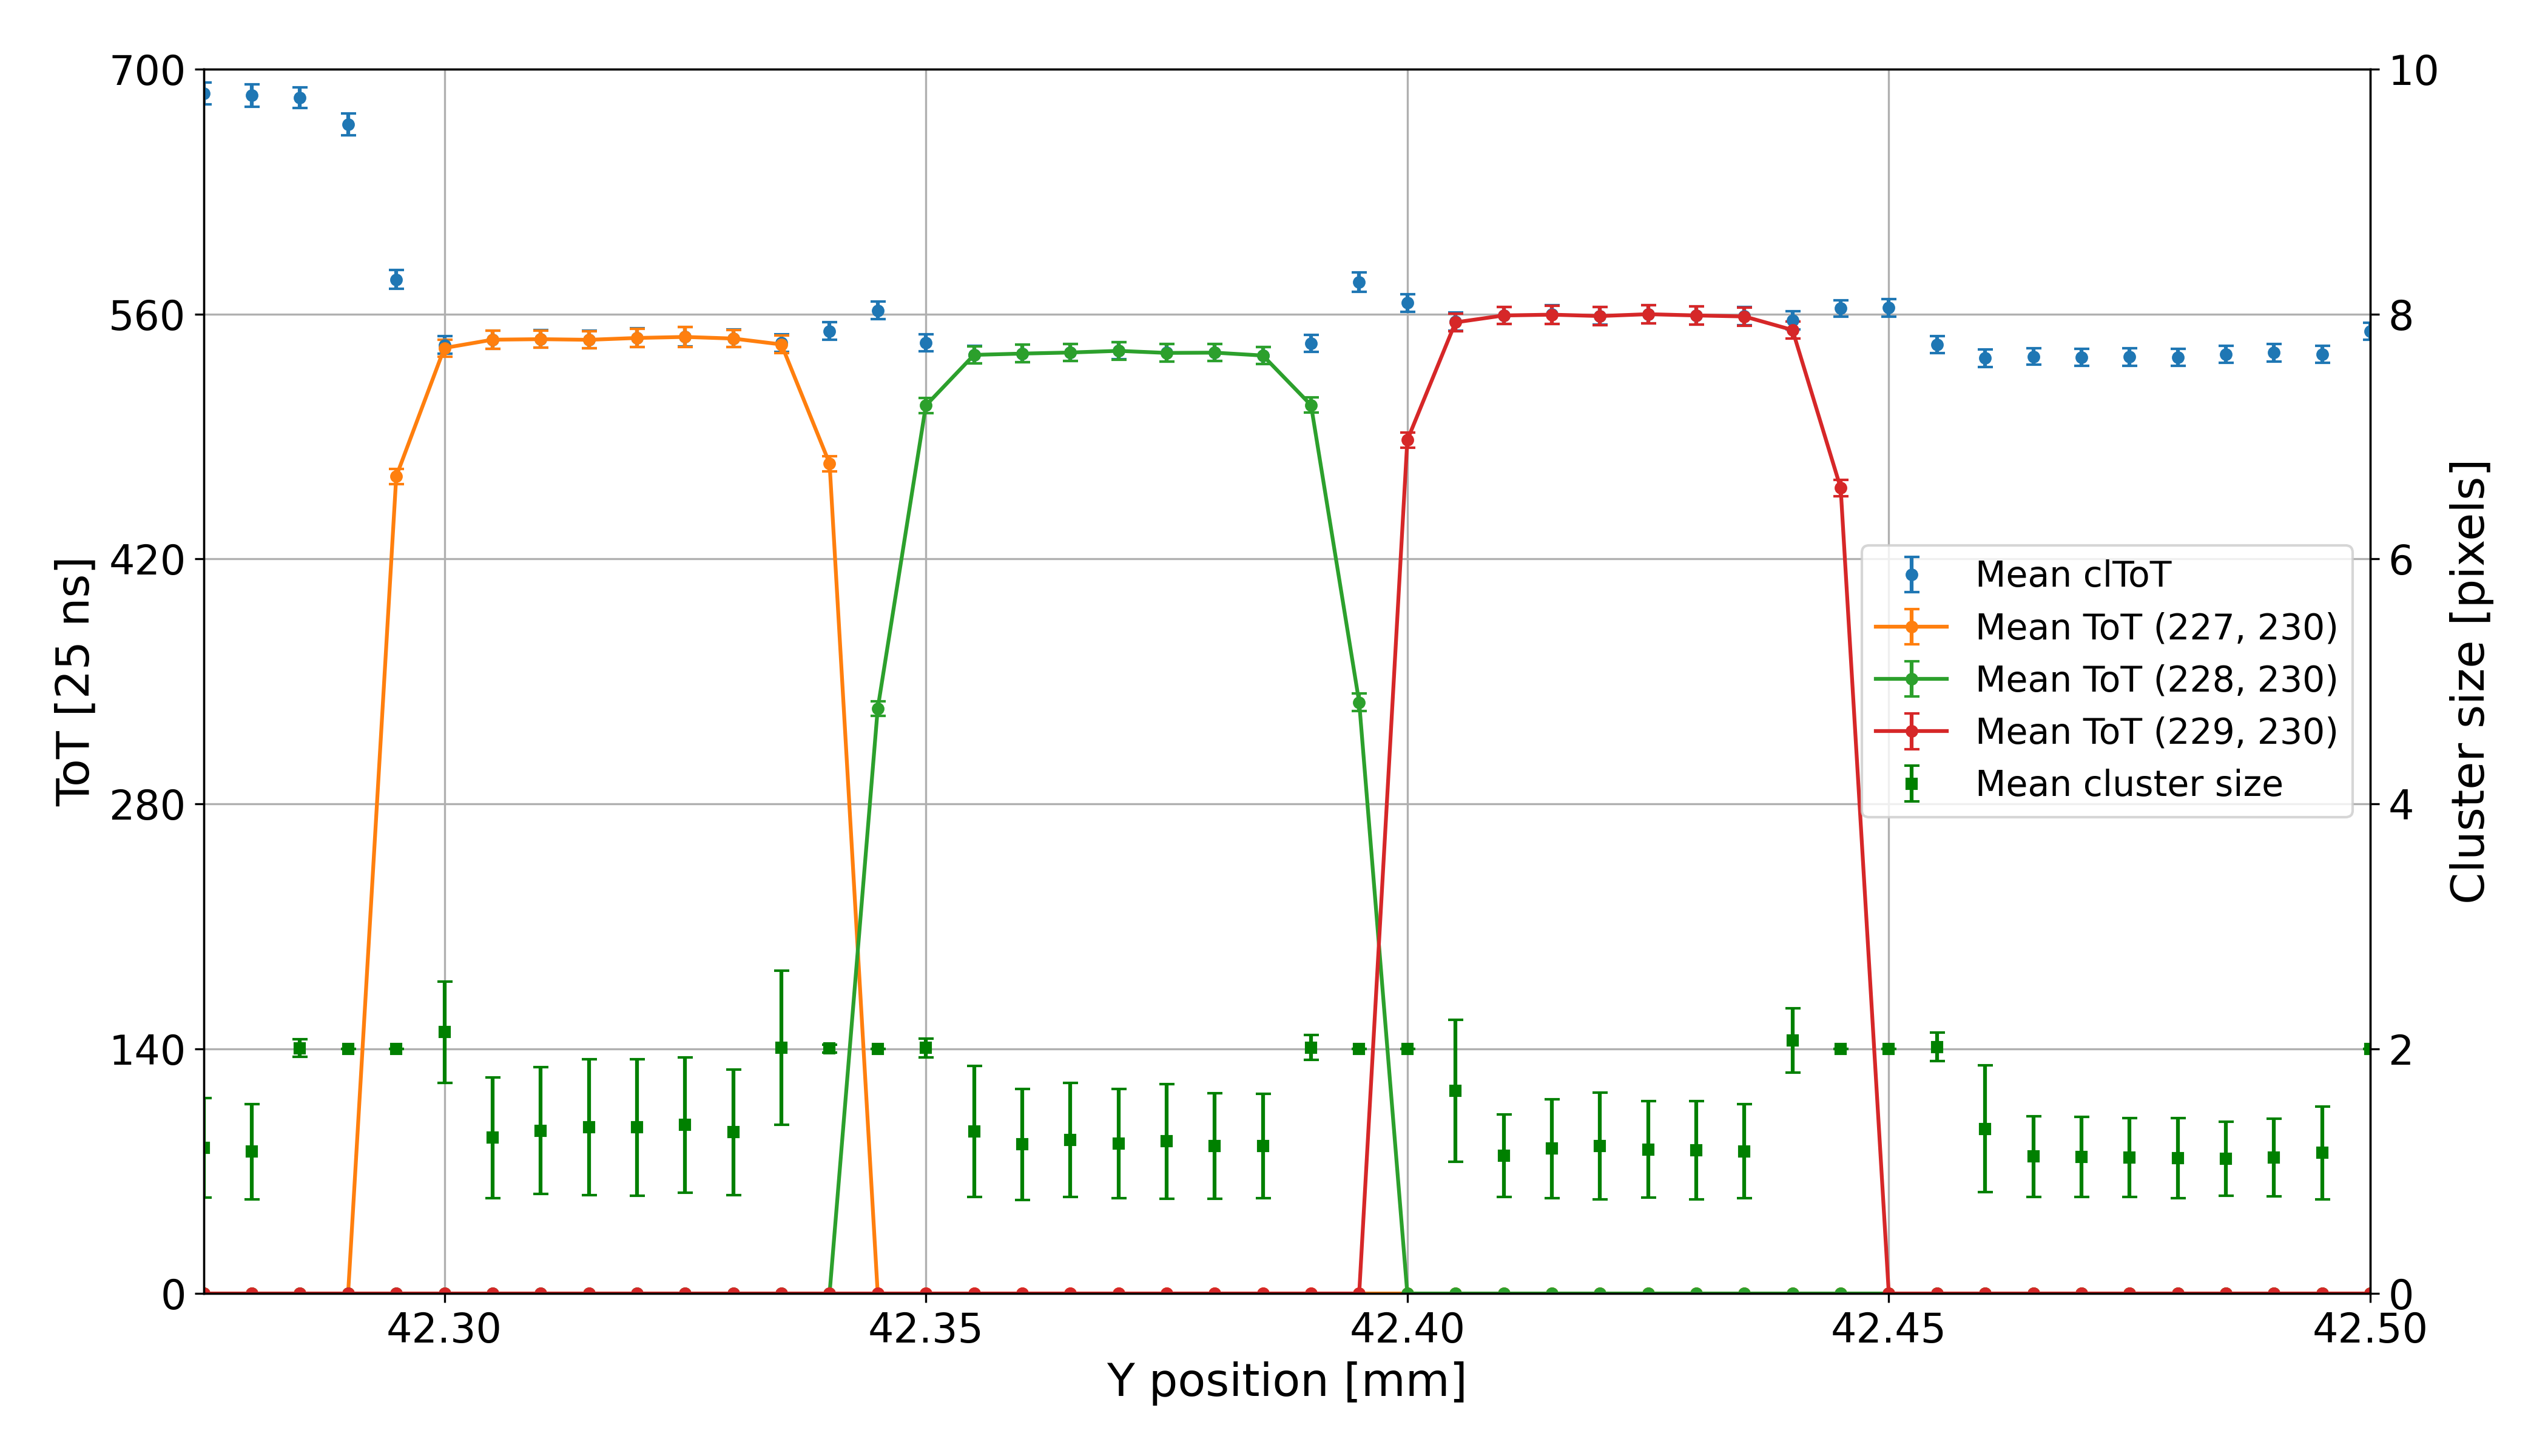 700
560
420
280
140
0
ToT [25 ns]
10
8
6
4
2
0
Cluster size [pixels]
Mean clToT
Mean ToT (227, 230)
Mean ToT (228, 230)
Mean ToT (229, 230)
Mean cluster size
42.30 42.35 42.40 42.45 42.50
Y position [mm]